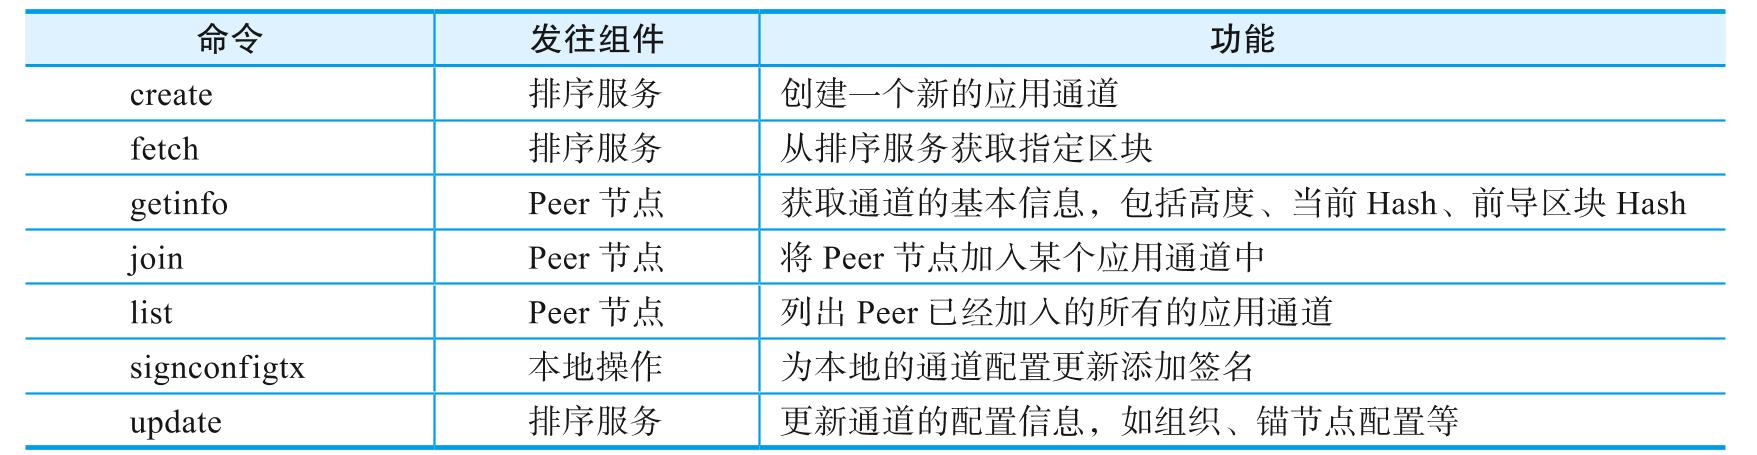 命令 发往组件 功能
create 排序服务 创建一个新的应用通道
fetch 排序服务 从排序服务获取指定区块
getinfo Peer 节点 获取通道的基本信息，包括高度、当前 Hash、前导区块 Hash
join Peer 节点 将 Peer 节点加入某个应用通道中
list Peer 节点 列出 Peer 已经加入的所有的应用通道
signconfigtx 本地操作 为本地的通道配置更新添加签名
update 排序服务 更新通道的配置信息，如组织、锚节点配置等